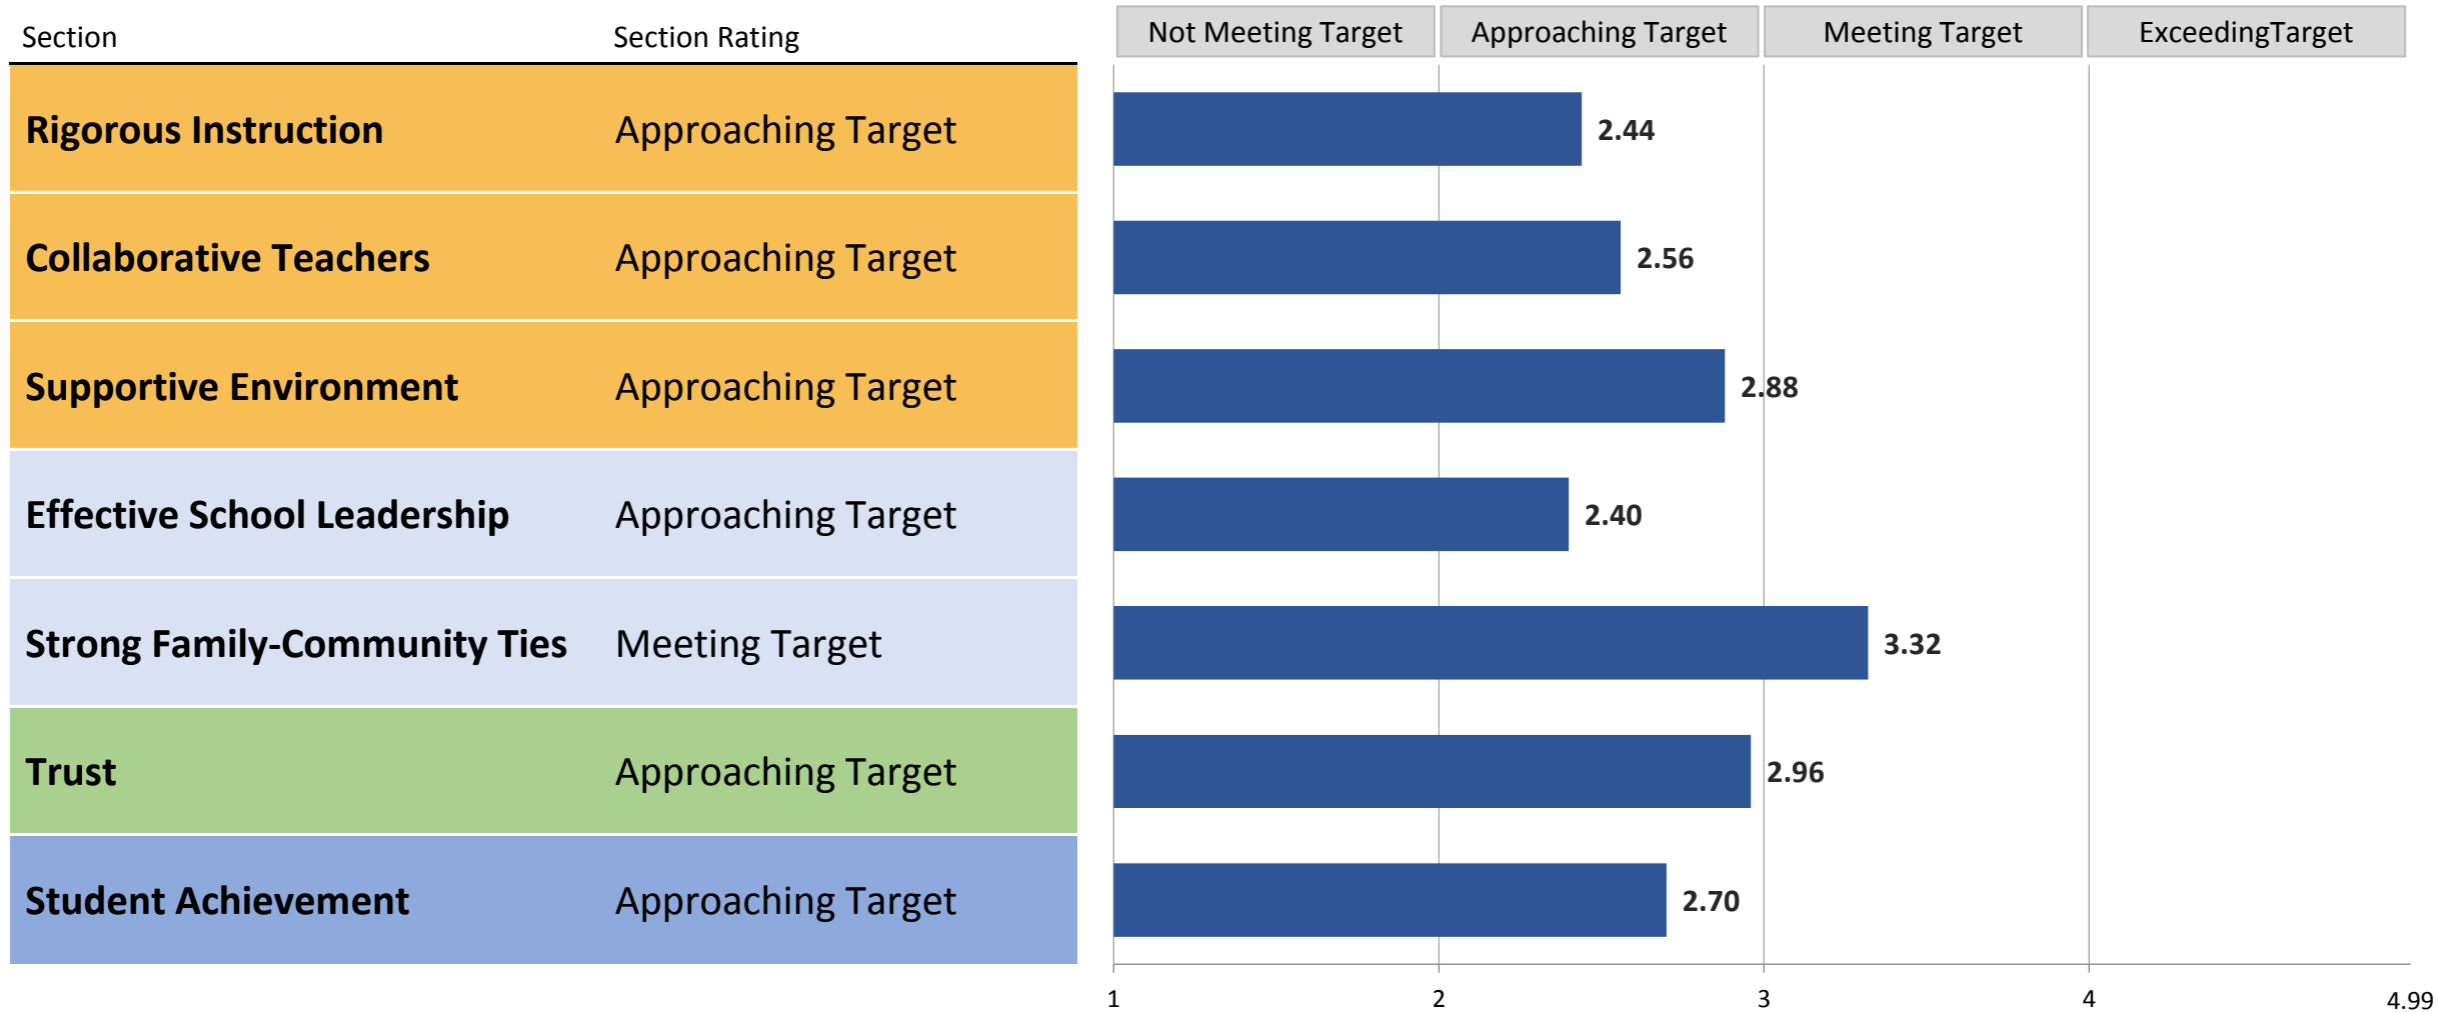 Section Section Rating Not Meeting Target Approaching Target Meeting Target ExceedingTarget
Rigorous Instruction Approaching Target 2.44
Collaborative Teachers Approaching Target 2.56
Supportive Environment Approaching Target 2.88
Effective School Leadership Approaching Target 2.40
Strong Family-Community Ties Meeting Target 3.32
Trust Approaching Target 2.96
Student Achievement Approaching Target 2.70
1 2 3 4 4.99